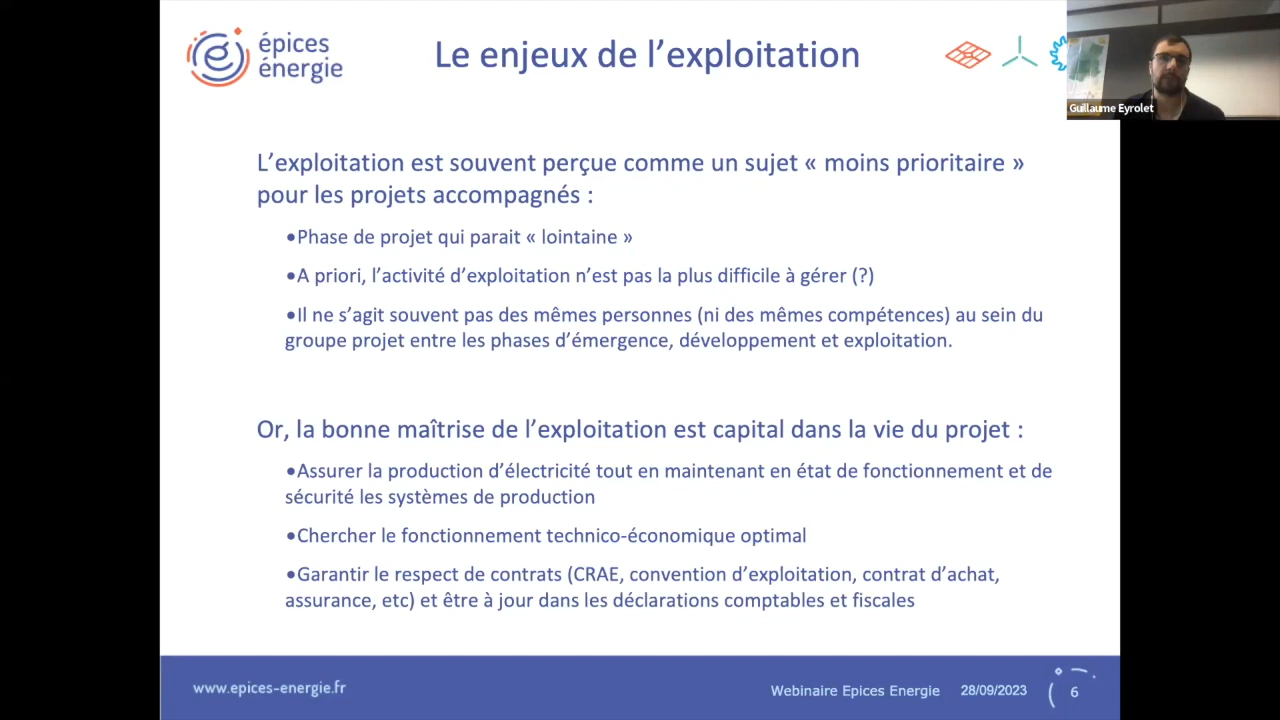 épices
énergie
Le enjeux de l’exploitation
Guillaume Eyrolet
L’exploitation est souvent perçue comme un sujet « moins prioritaire »
pour les projets accompagnés :
•Phase de projet qui parait « lointaine »
•A priori, l’activité d’exploitation n’est pas la plus difficile à gérer (?)
•Il ne s’agit souvent pas des mêmes personnes (ni des mêmes compétences) au sein du
groupe projet entre les phases d’émergence, développement et exploitation.
Or, la bonne maîtrise de l’exploitation est capital dans la vie du projet :
•Assurer la production d’électricité tout en maintenant en état de fonctionnement et de
sécurité les systèmes de production
•Chercher le fonctionnement technico-économique optimal
•Garantir le respect de contrats (CRAE, convention d’exploitation, contrat d’achat,
assurance, etc) et être à jour dans les déclarations comptables et fiscales
www.epices-energie.fr
Webinaire Epices Energie 28/09/2023 6